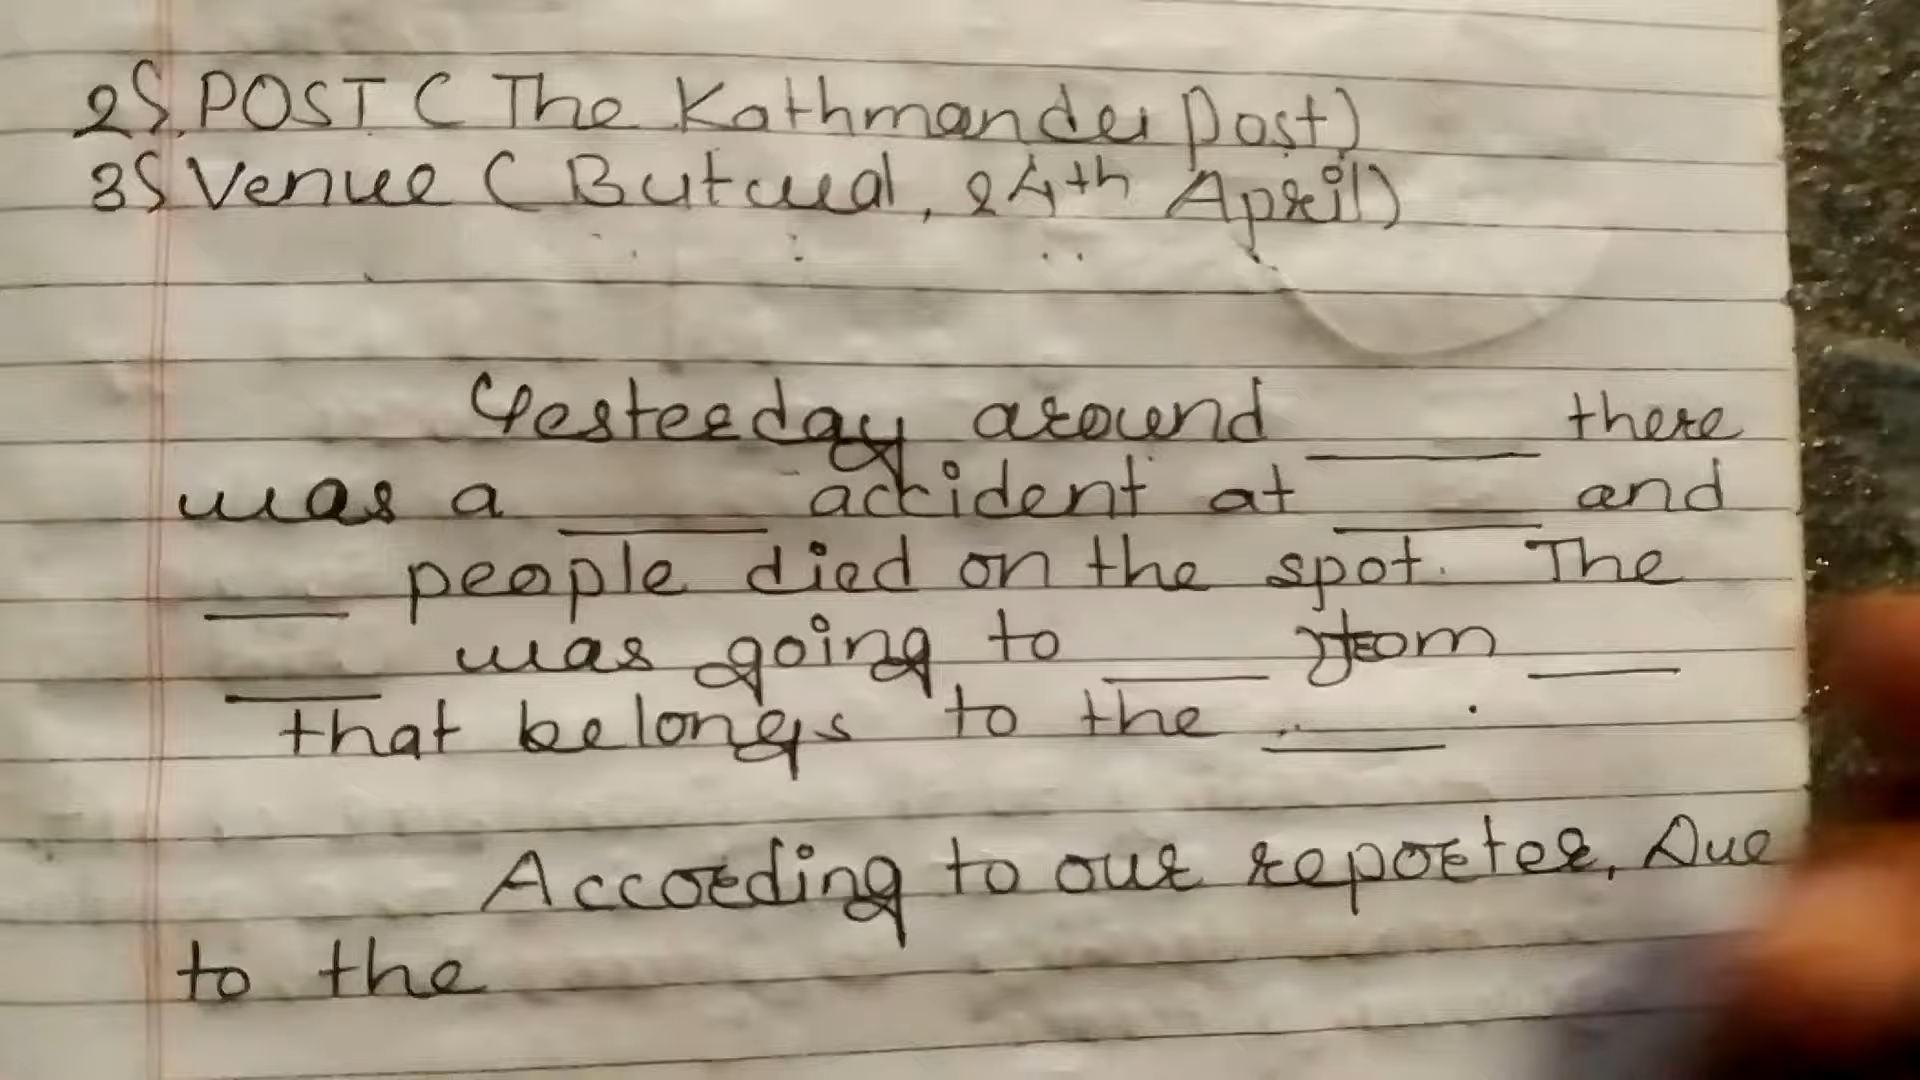 2S POST ( The Kathmandu Post)
3S Venue ( Butwal, 24th April)
Yesterday around ____ there
was a ____ accident at ____ and
____ people died on the spot. The
____ was going to ____ from ____
that belongs to the ____.
According to our reporter, Due
to the